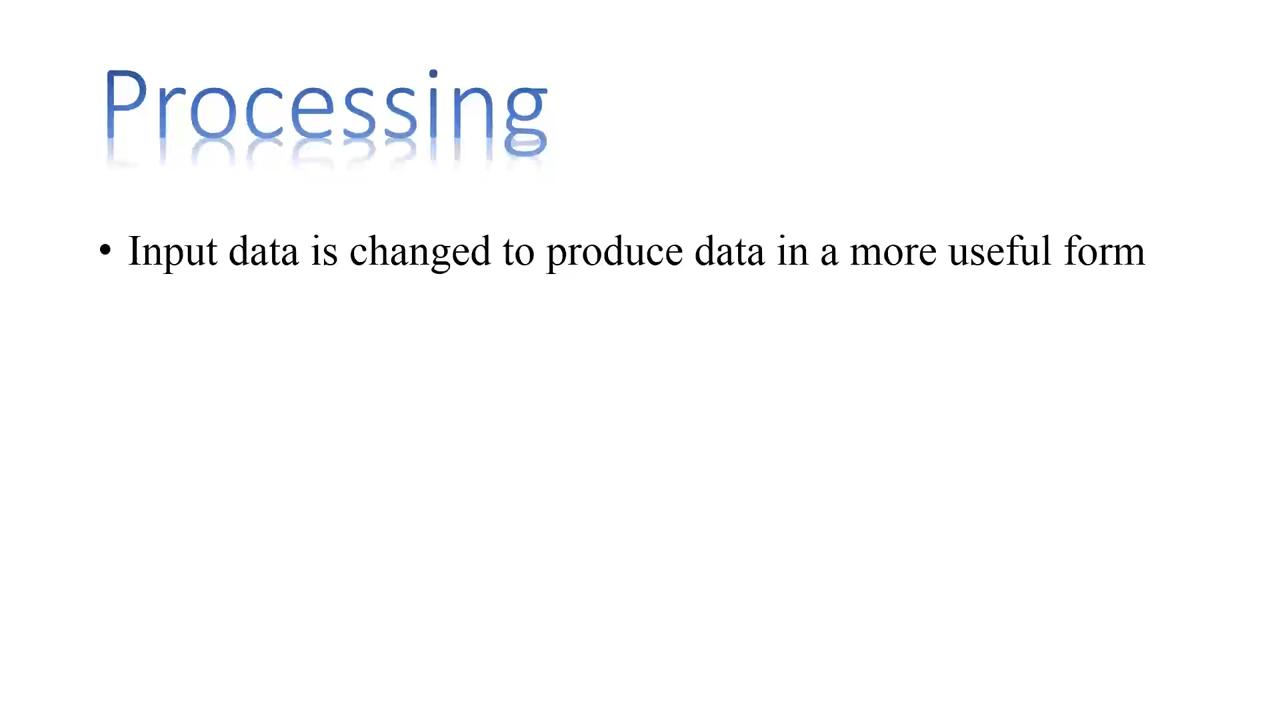 Processing
• Input data is changed to produce data in a more useful form